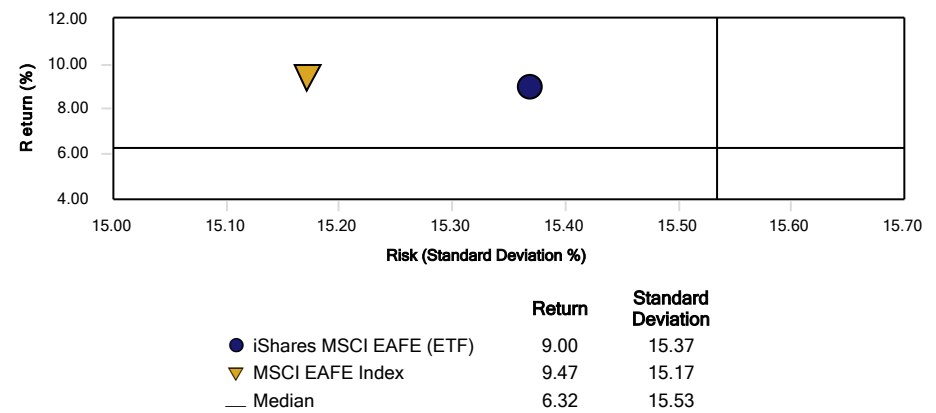 12.00
10.00
8.00
6.00
4.00
Return (%)
15.00 15.10 15.20 15.30 15.40 15.50 15.60 15.70
Risk (Standard Deviation %)
Return Standard Deviation
iShares MSCI EAFE (ETF) 9.00 15.37
MSCI EAFE Index 9.47 15.17
Median 6.32 15.53